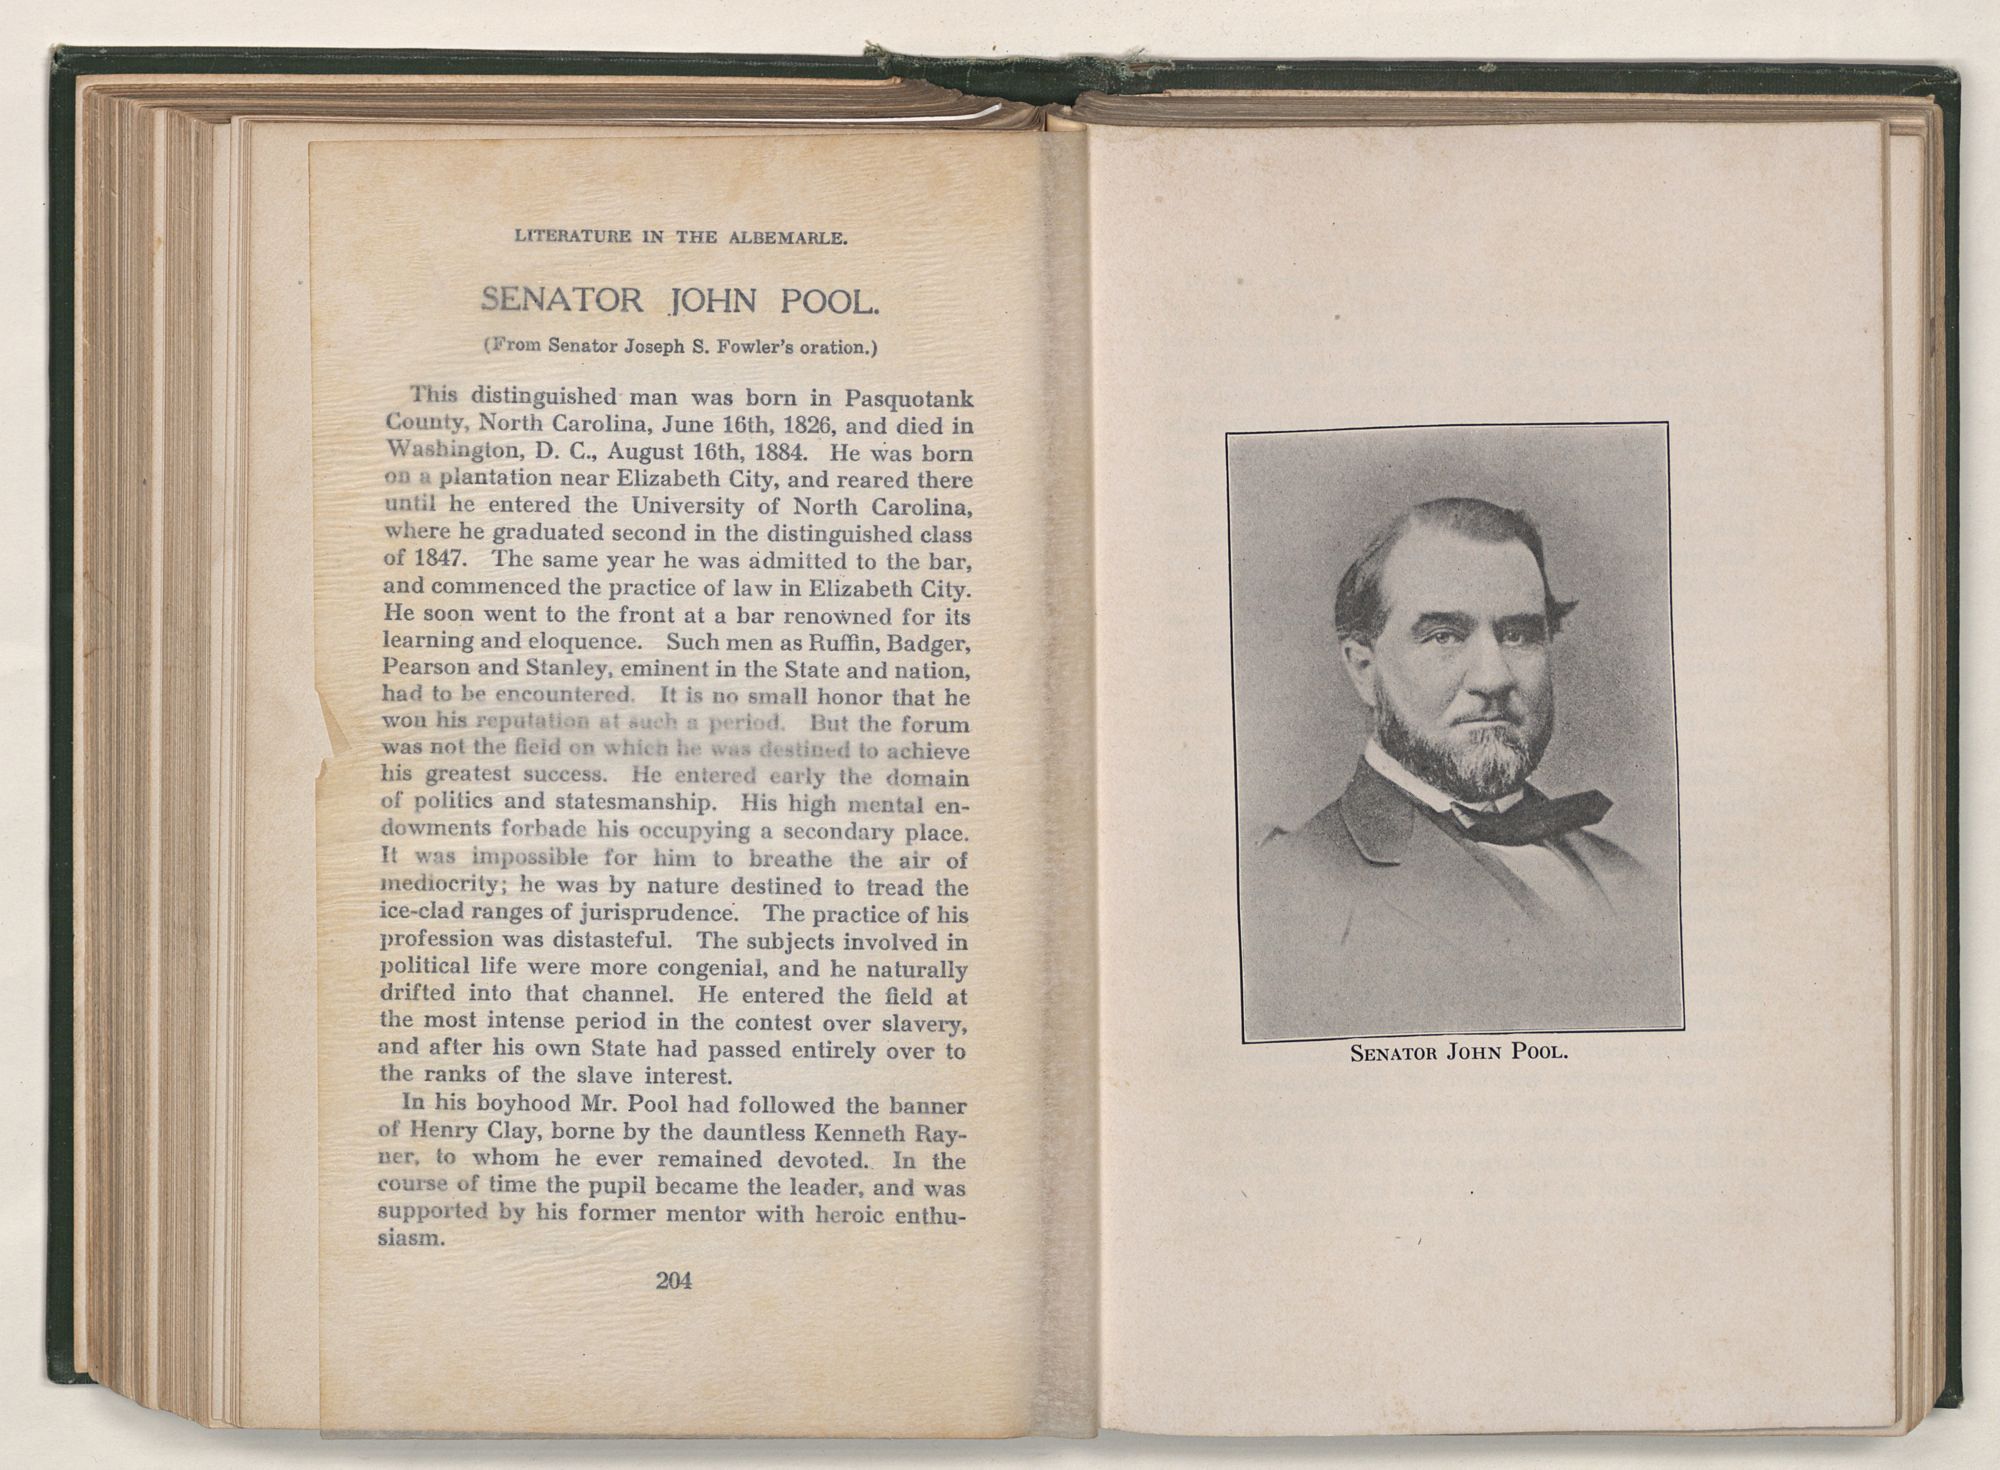 LITERATURE IN THE ALBEMARLE.
SENATOR JOHN POOL.
(From Senator Joseph S. Fowler's oration.)
This distinguished man was born in Pasquotank
County, North Carolina, June 16th, 1826, and died in
Washington, D. C., August 16th, 1884. He was born
on a plantation near Elizabeth City, and reared there
until he entered the University of North Carolina,
where he graduated second in the distinguished class
of 1847. The same year he was admitted to the bar,
and commenced the practice of law in Elizabeth City.
He soon went to the front at a bar renowned for its
learning and eloquence. Such men as Ruffin, Badger,
Pearson and Stanley, eminent in the State and nation,
had to be encountered. It is no small honor that he
won his reputation at such a period. But the forum
was not the field on which he was destined to achieve
his greatest success. He entered early the domain
of politics and statesmanship. His high mental en-
dowments forbade his occupying a secondary place.
It was impossible for him to breathe the air of
mediocrity; he was by nature destined to tread the
ice-clad ranges of jurisprudence. The practice of his
profession was distasteful. The subjects involved in
political life were more congenial, and he naturally
drifted into that channel. He entered the field at
the most intense period in the contest over slavery,
and after his own State had passed entirely over to
the ranks of the slave interest.
In his boyhood Mr. Pool had followed the banner
of Henry Clay, borne by the dauntless Kenneth Ray-
ner, to whom he ever remained devoted. In the
course of time the pupil became the leader, and was
supported by his former mentor with heroic enthu-
siasm.
204
SENATOR JOHN POOL.